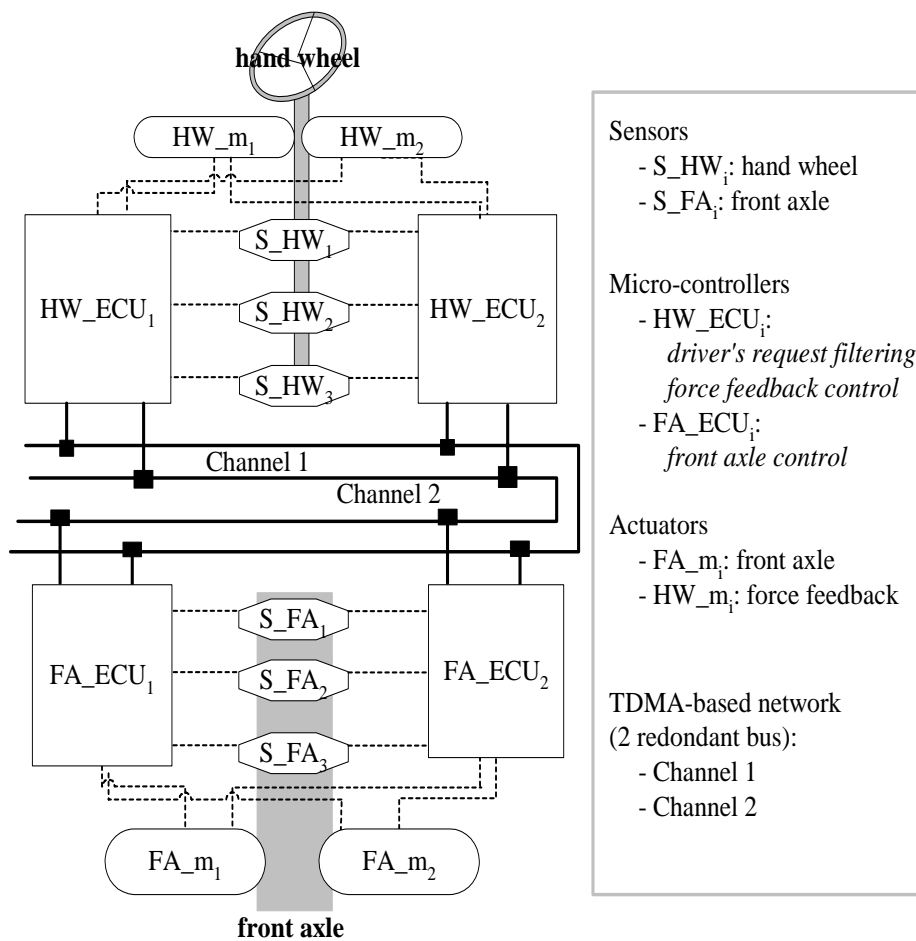 hand wheel
HW_m1
HW_m2
S_HW1
HW_ECU1
HW_ECU2
S_HW2
S_HW3
Channel 1
Channel 2
S_FA1
FA_ECU1
FA_ECU2
S_FA2
S_FA3
FA_m1
FA_m2
front axle
Sensors
- S_HWi: hand wheel
- S_FAi: front axle
Micro-controllers
- HW_ECUi:
driver's request filtering
force feedback control
- FA_ECUi:
front axle control
Actuators
- FA_mi: front axle
- HW_mi: force feedback
TDMA-based network
(2 redondant bus):
- Channel 1
- Channel 2